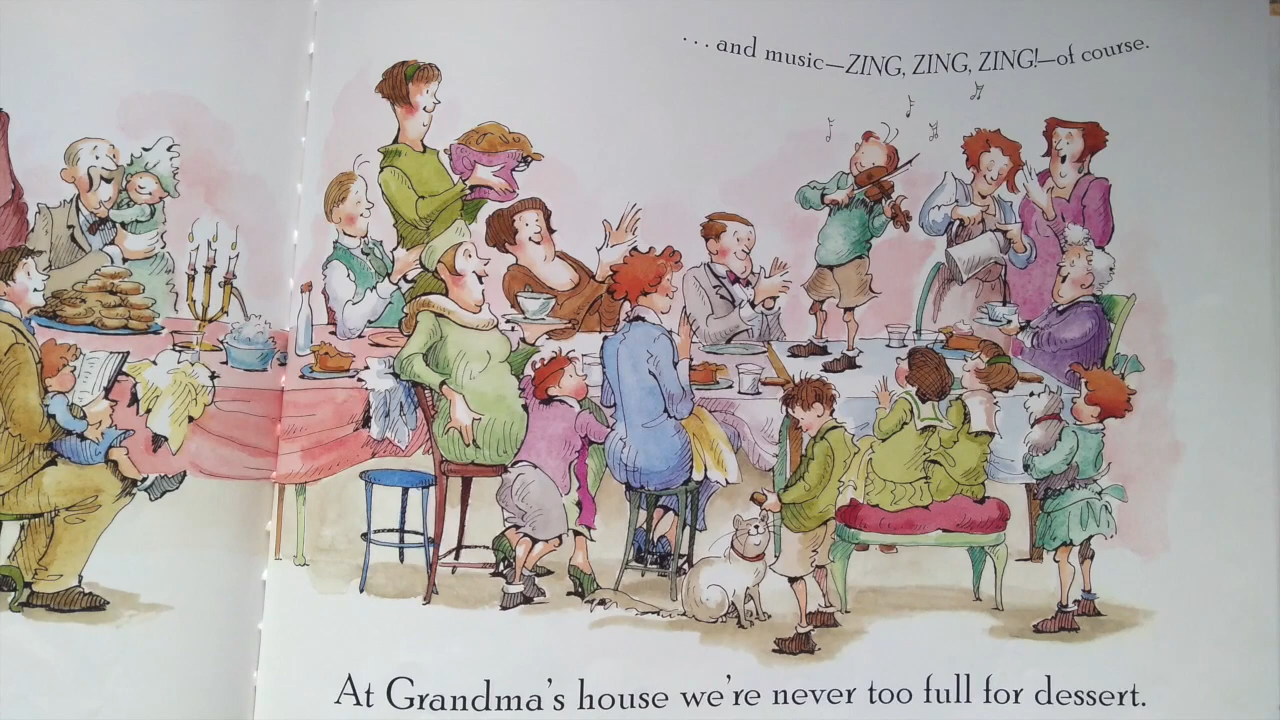 . . . and music—ZING, ZING, ZING!—of course.
At Grandma's house we're never too full for dessert.